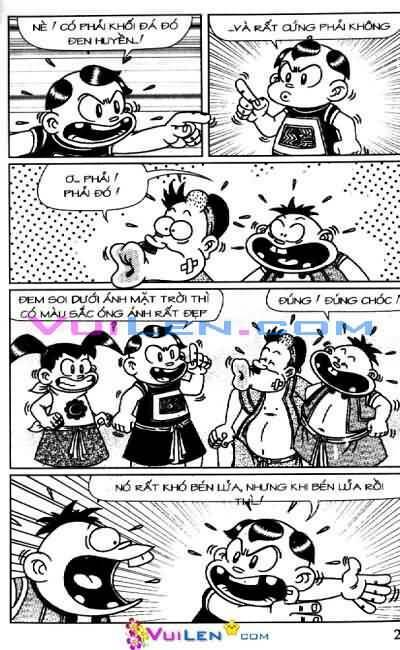 NÈ! CÓ PHẢI KHỐI ĐÁ ĐÓ
ĐEN HUYỀN..!
..VÀ RẤT CỨNG PHẢI KHÔNG
Ơ... PHẢI!
PHẢI ĐÓ!
ĐEM SOI DƯỚI ÁNH MẶT TRỜI THÌ
CÓ MÀU SẮC ÓNG ÁNH RẤT ĐẸP
ĐÚNG! ĐÚNG CHÓC!
VUILEN.COM
NÓ RẤT KHÓ BÉN LỬA, NHƯNG KHI BÉN LỬA RỒI
THÌ..!
2
VUILEN.COM